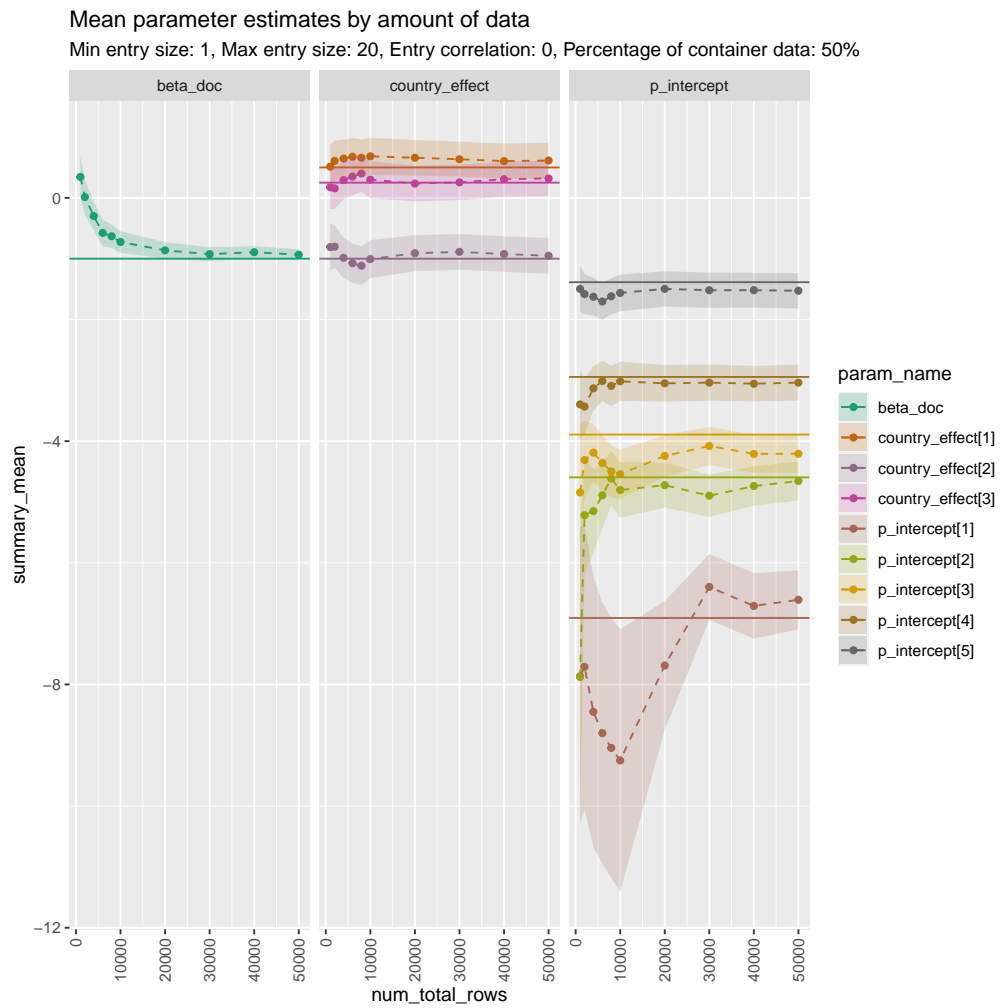 Mean parameter estimates by amount of data
Min entry size: 1, Max entry size: 20, Entry correlation: 0, Percentage of container data: 50%
beta_doc
country_effect
p_intercept
0
−4
−8
−12
summary_mean
0
10000
20000
30000
40000
50000
0
10000
20000
30000
40000
50000
0
10000
20000
30000
40000
50000
num_total_rows
param_name
beta_doc
country_effect[1]
country_effect[2]
country_effect[3]
p_intercept[1]
p_intercept[2]
p_intercept[3]
p_intercept[4]
p_intercept[5]